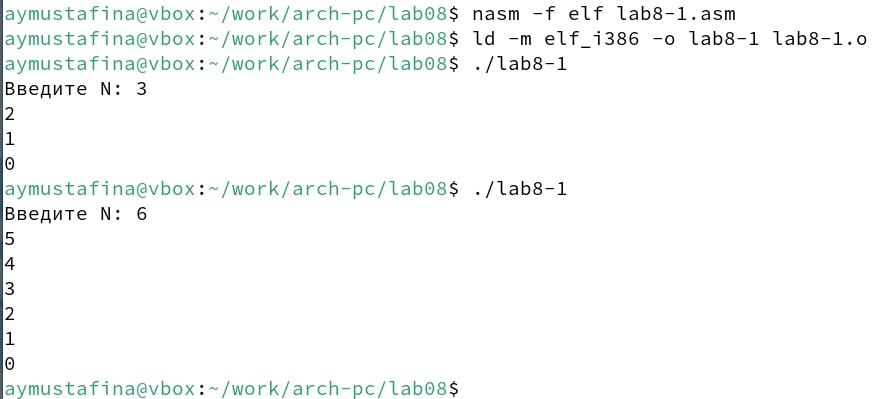 aymustafina@vbox:~/work/arch-pc/lab08$ nasm -f elf lab8-1.asm
aymustafina@vbox:~/work/arch-pc/lab08$ ld -m elf_i386 -o lab8-1 lab8-1.o
aymustafina@vbox:~/work/arch-pc/lab08$ ./lab8-1
Введите N: 3
2
1
0
aymustafina@vbox:~/work/arch-pc/lab08$ ./lab8-1
Введите N: 6
5
4
3
2
1
0
aymustafina@vbox:~/work/arch-pc/lab08$